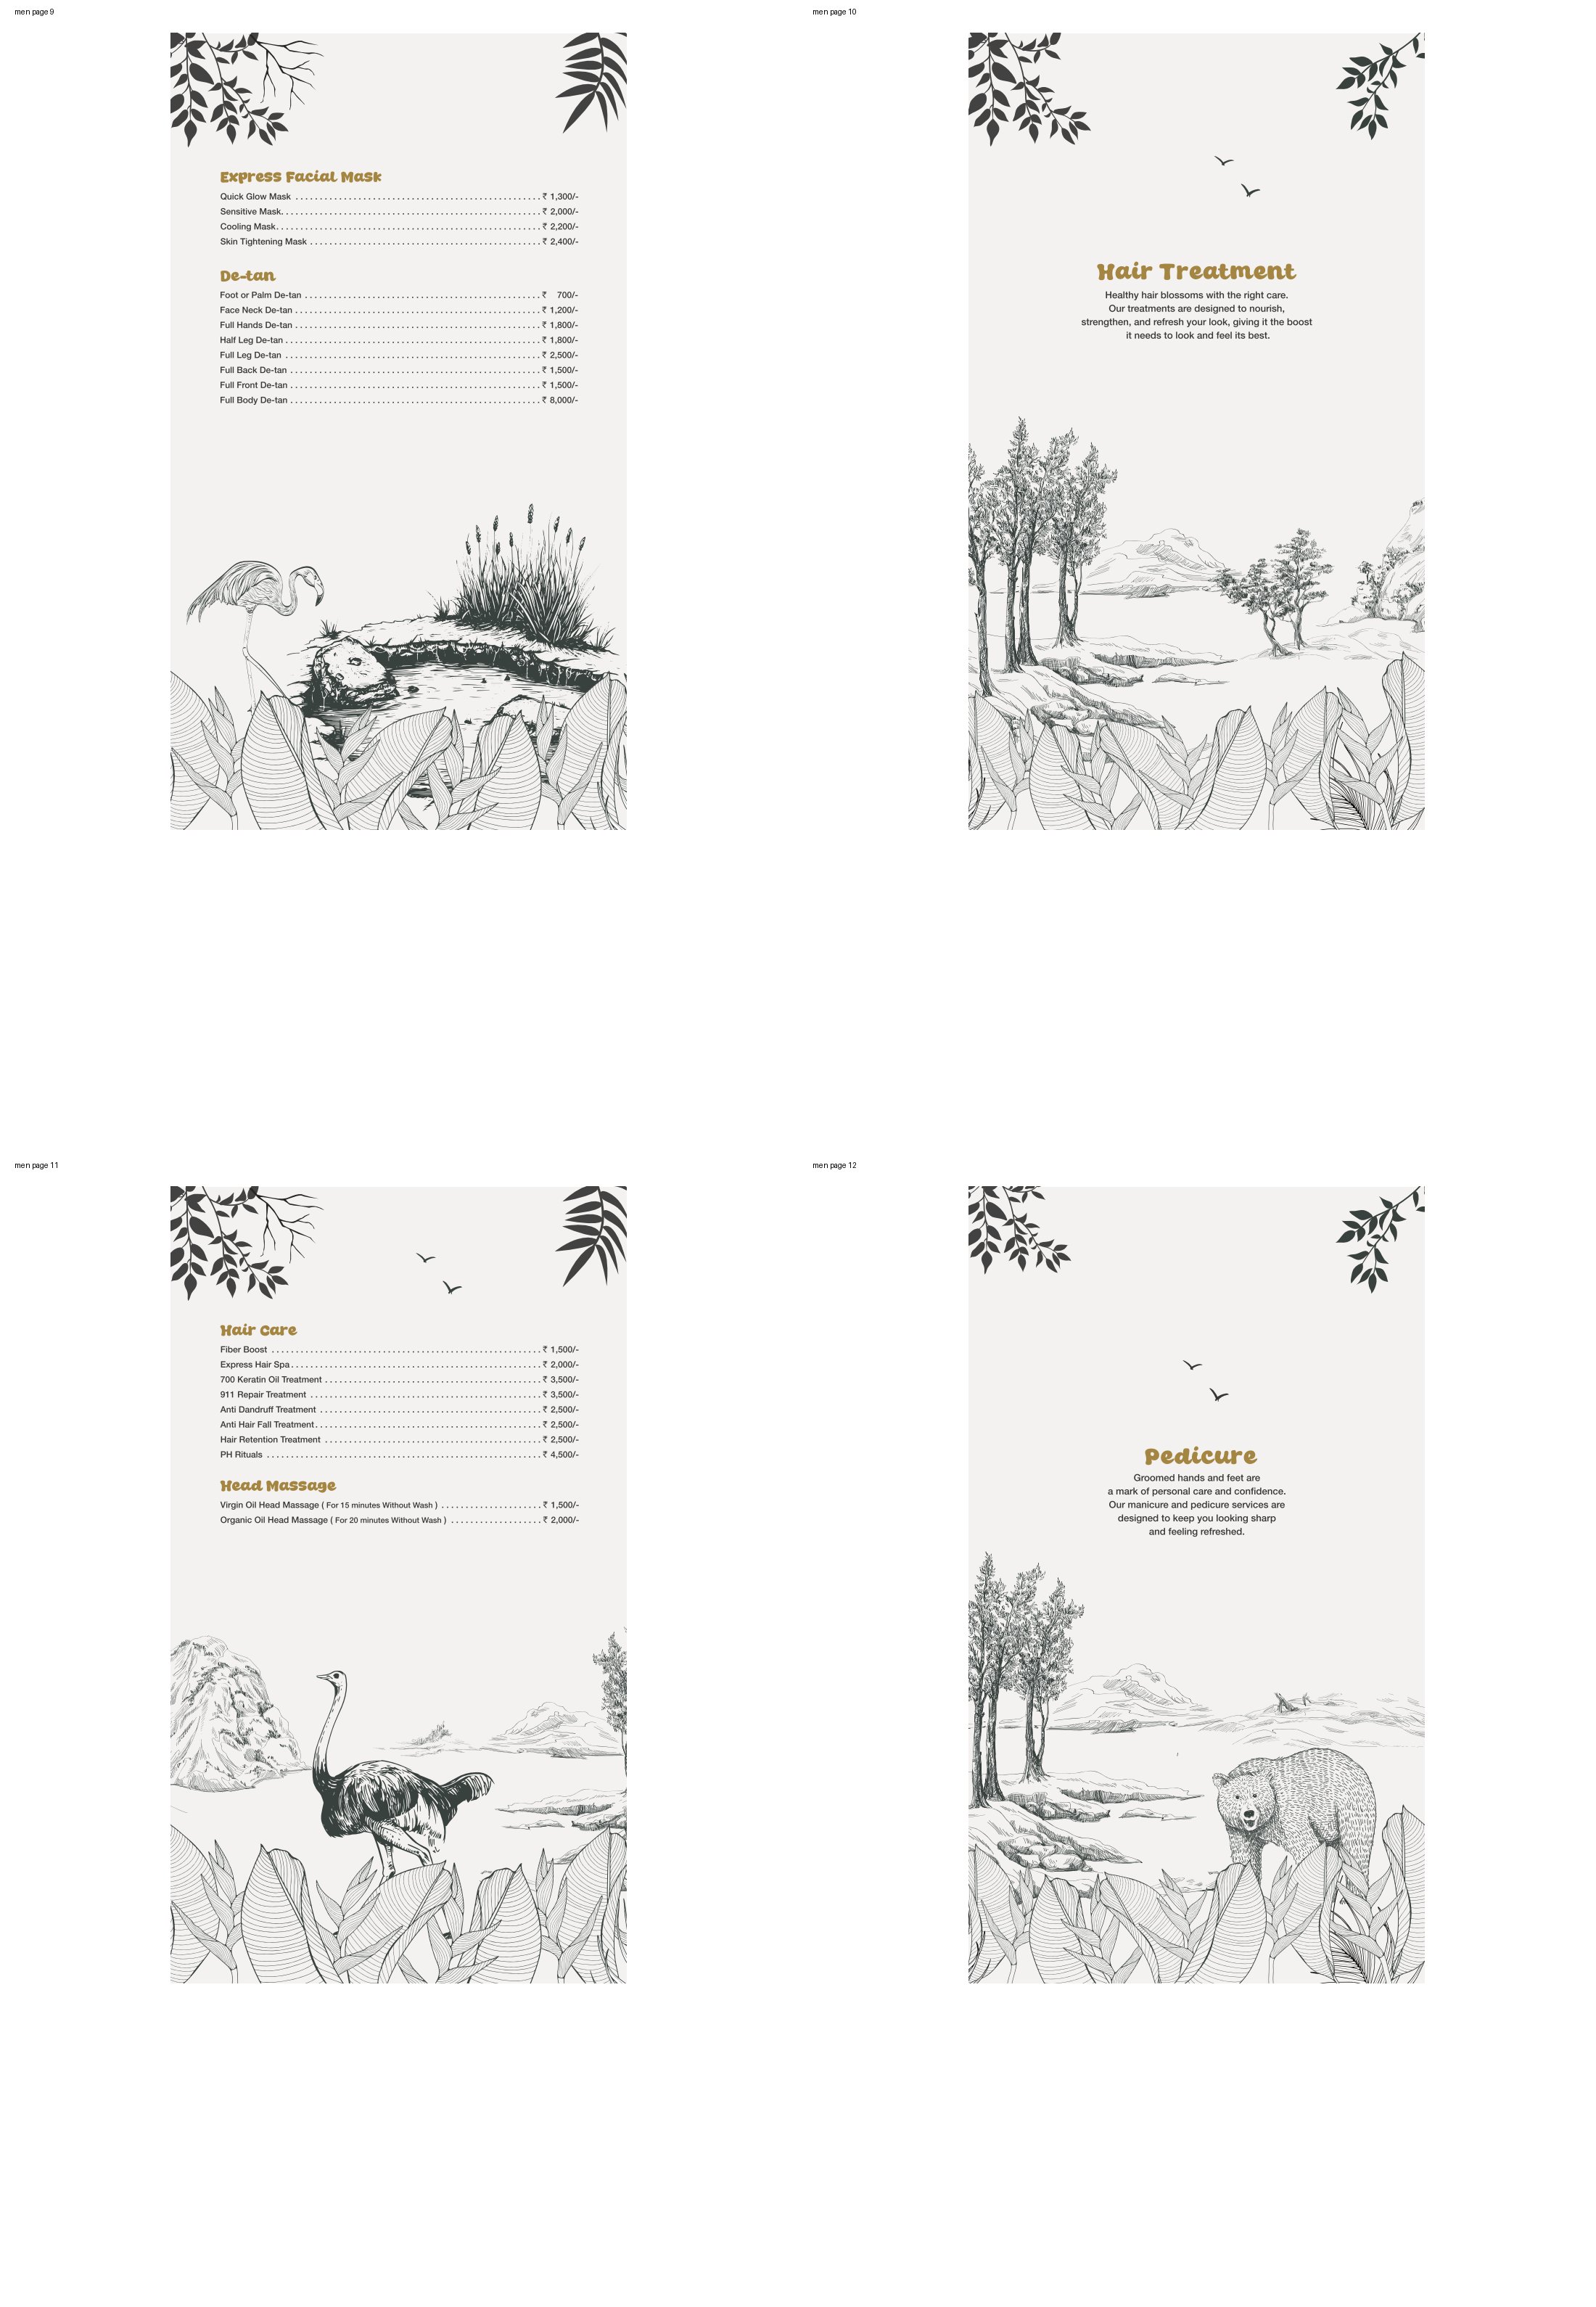 men page 9
Express Facial Mask
Quick Glow Mask ₹ 1,300/-
Sensitive Mask ₹ 2,000/-
Cooling Mask ₹ 2,200/-
Skin Tightening Mask ₹ 2,400/-
De-tan
Foot or Palm De-tan ₹ 700/-
Face Neck De-tan ₹ 1,200/-
Full Hands De-tan ₹ 1,800/-
Half Leg De-tan ₹ 1,800/-
Full Leg De-tan ₹ 2,500/-
Full Back De-tan ₹ 1,500/-
Full Front De-tan ₹ 1,500/-
Full Body De-tan ₹ 8,000/-
men page 10
Hair Treatment
Healthy hair blossoms with the right care.
Our treatments are designed to nourish,
strengthen, and refresh your look, giving it the boost
it needs to look and feel its best.
men page 11
Hair Care
Fiber Boost ₹ 1,500/-
Express Hair Spa ₹ 2,000/-
700 Keratin Oil Treatment ₹ 3,500/-
911 Repair Treatment ₹ 3,500/-
Anti Dandruff Treatment ₹ 2,500/-
Anti Hair Fall Treatment ₹ 2,500/-
Hair Retention Treatment ₹ 2,500/-
PH Rituals ₹ 4,500/-
Head Massage
Virgin Oil Head Massage ( For 15 minutes Without Wash ) ₹ 1,500/-
Organic Oil Head Massage ( For 20 minutes Without Wash ) ₹ 2,000/-
men page 12
Pedicure
Groomed hands and feet are
a mark of personal care and confidence.
Our manicure and pedicure services are
designed to keep you looking sharp
and feeling refreshed.